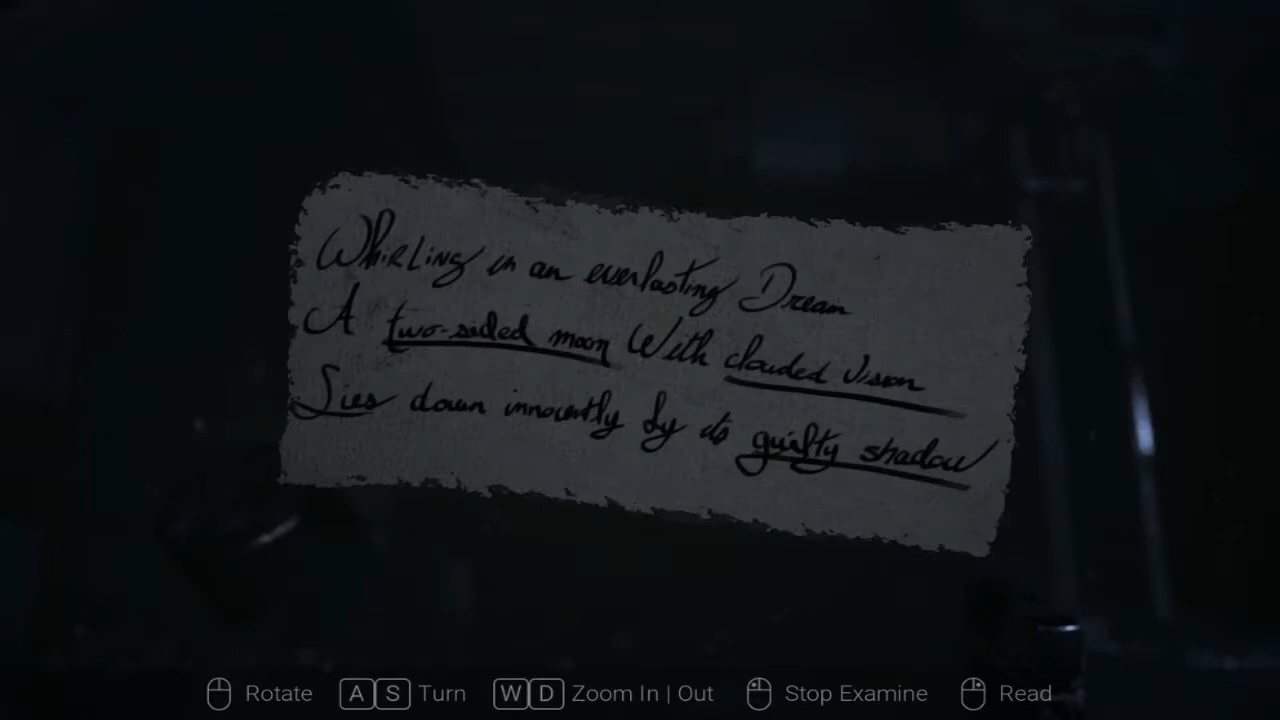 Whirling in an everlasting Dream
A two-sided moon With clouded Vision
Lies down innocently by its guilty shadow
Rotate A S Turn W D Zoom In | Out Stop Examine Read